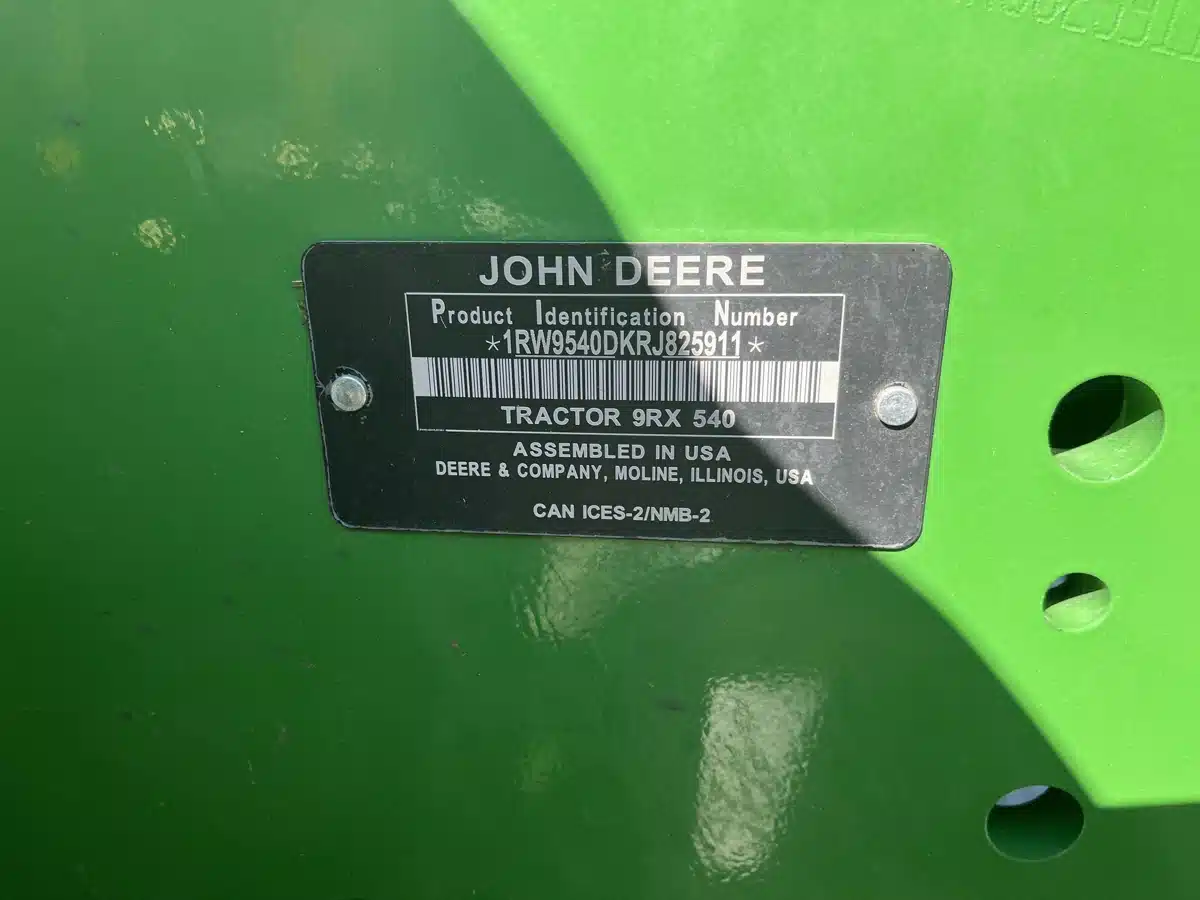 JOHN DEERE
Product Identification Number
*1RW9540DKRJ825911*
TRACTOR 9RX 540
ASSEMBLED IN USA
DEERE & COMPANY, MOLINE, ILLINOIS, USA
CAN ICES-2/NMB-2